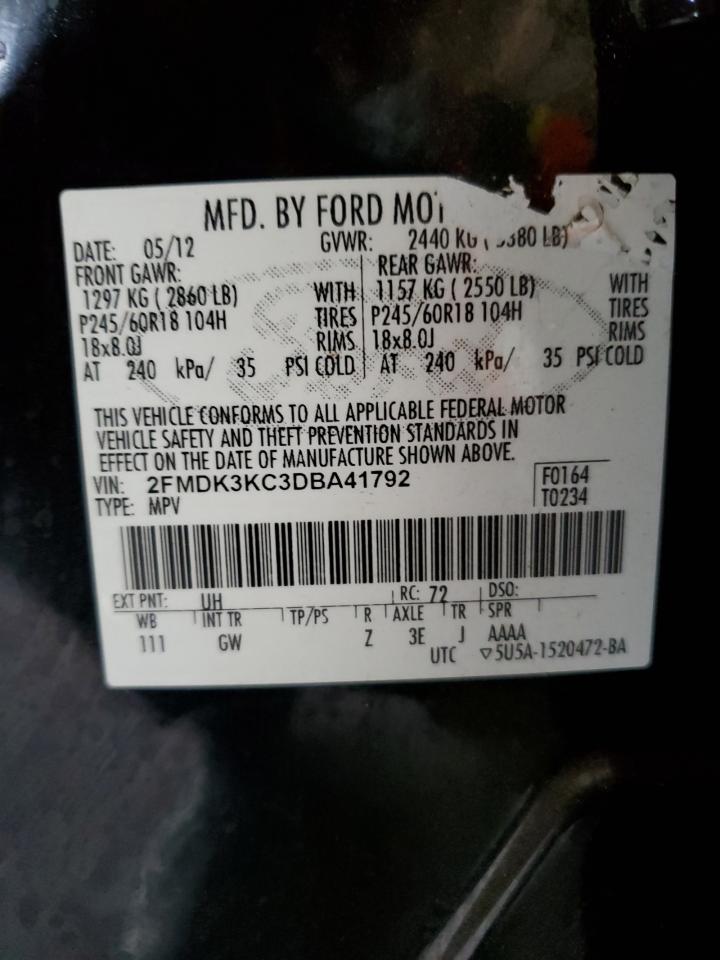 MFD. BY FORD MO
DATE: 05/12 GVWR: 2440 KG ( 380 LB)
FRONT GAWR: REAR GAWR:
1297 KG ( 2860 LB) WITH 1157 KG ( 2550 LB) WITH
P245/60R18 104H TIRES P245/60R18 104H TIRES
18x8.0J RIMS 18x8.0J RIMS
AT 240 kPa/ 35 PSI COLD AT 240 kPa/ 35 PSI COLD
THIS VEHICLE CONFORMS TO ALL APPLICABLE FEDERAL MOTOR
VEHICLE SAFETY AND THEFT PREVENTION STANDARDS IN
EFFECT ON THE DATE OF MANUFACTURE SHOWN ABOVE.
VIN: 2FMDK3KC3DBA41792 F0164
TYPE: MPV T0234
EXT PNT: UH RC: 72 DSO:
WB INT TR TP/PS R AXLE TR SPR
111 GW Z 3E J AAAA
UTC ▽5U5A-1520472-BA